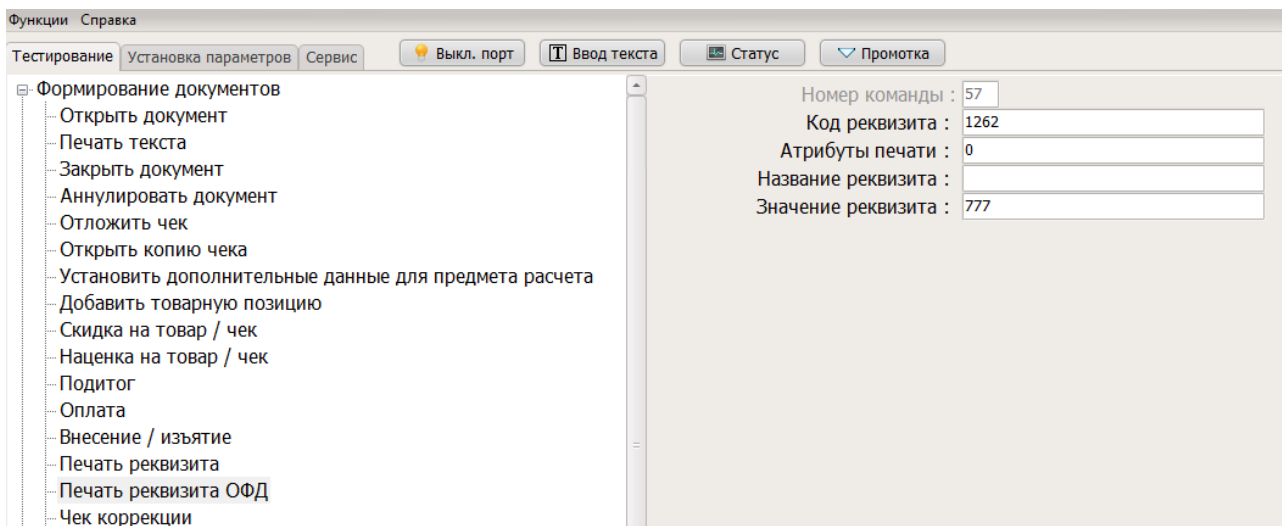 Функции Справка
Тестирование Установка параметров Сервис Выкл. порт Ввод текста Статус Промотка
Формирование документов
Открыть документ
Печать текста
Закрыть документ
Аннулировать документ
Отложить чек
Открыть копию чека
Установить дополнительные данные для предмета расчета
Добавить товарную позицию
Скидка на товар / чек
Наценка на товар / чек
Подитог
Оплата
Внесение / изъятие
Печать реквизита
Печать реквизита ОФД
Чек коррекции
Номер команды : 57
Код реквизита : 1262
Атрибуты печати : 0
Название реквизита :
Значение реквизита : 777